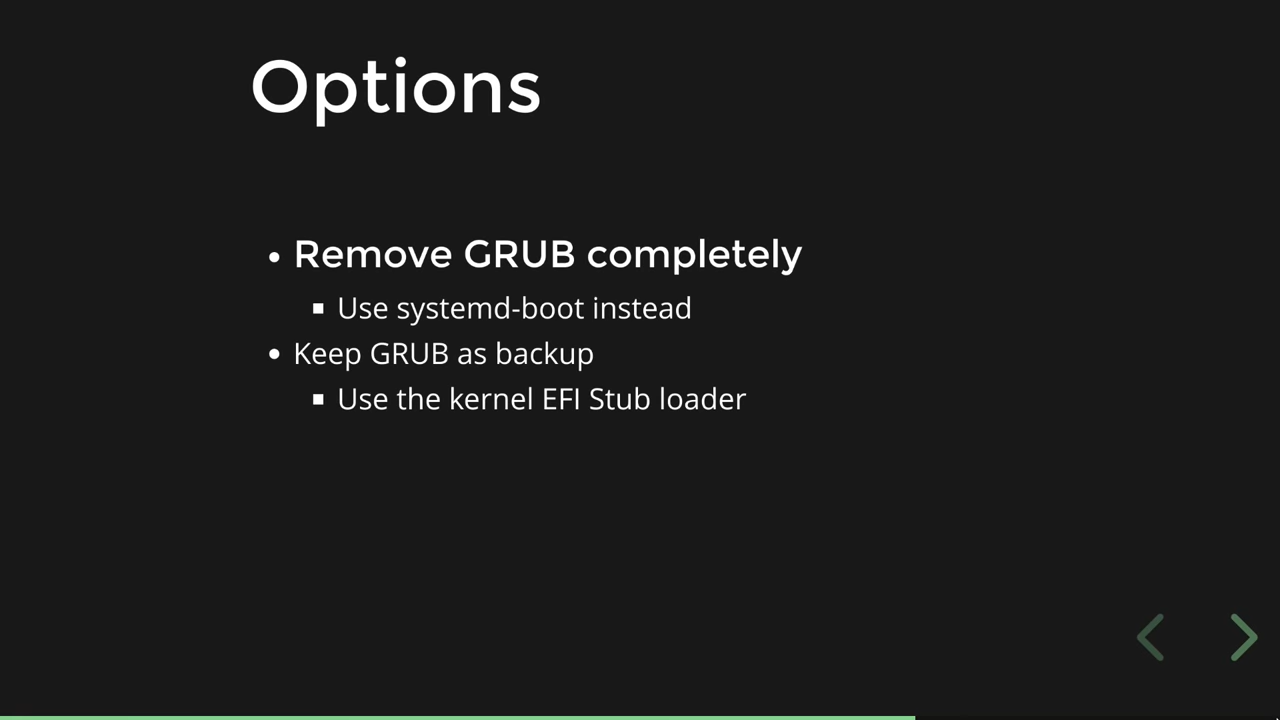 Options
Remove GRUB completely
Use systemd-boot instead
Keep GRUB as backup
Use the kernel EFI Stub loader